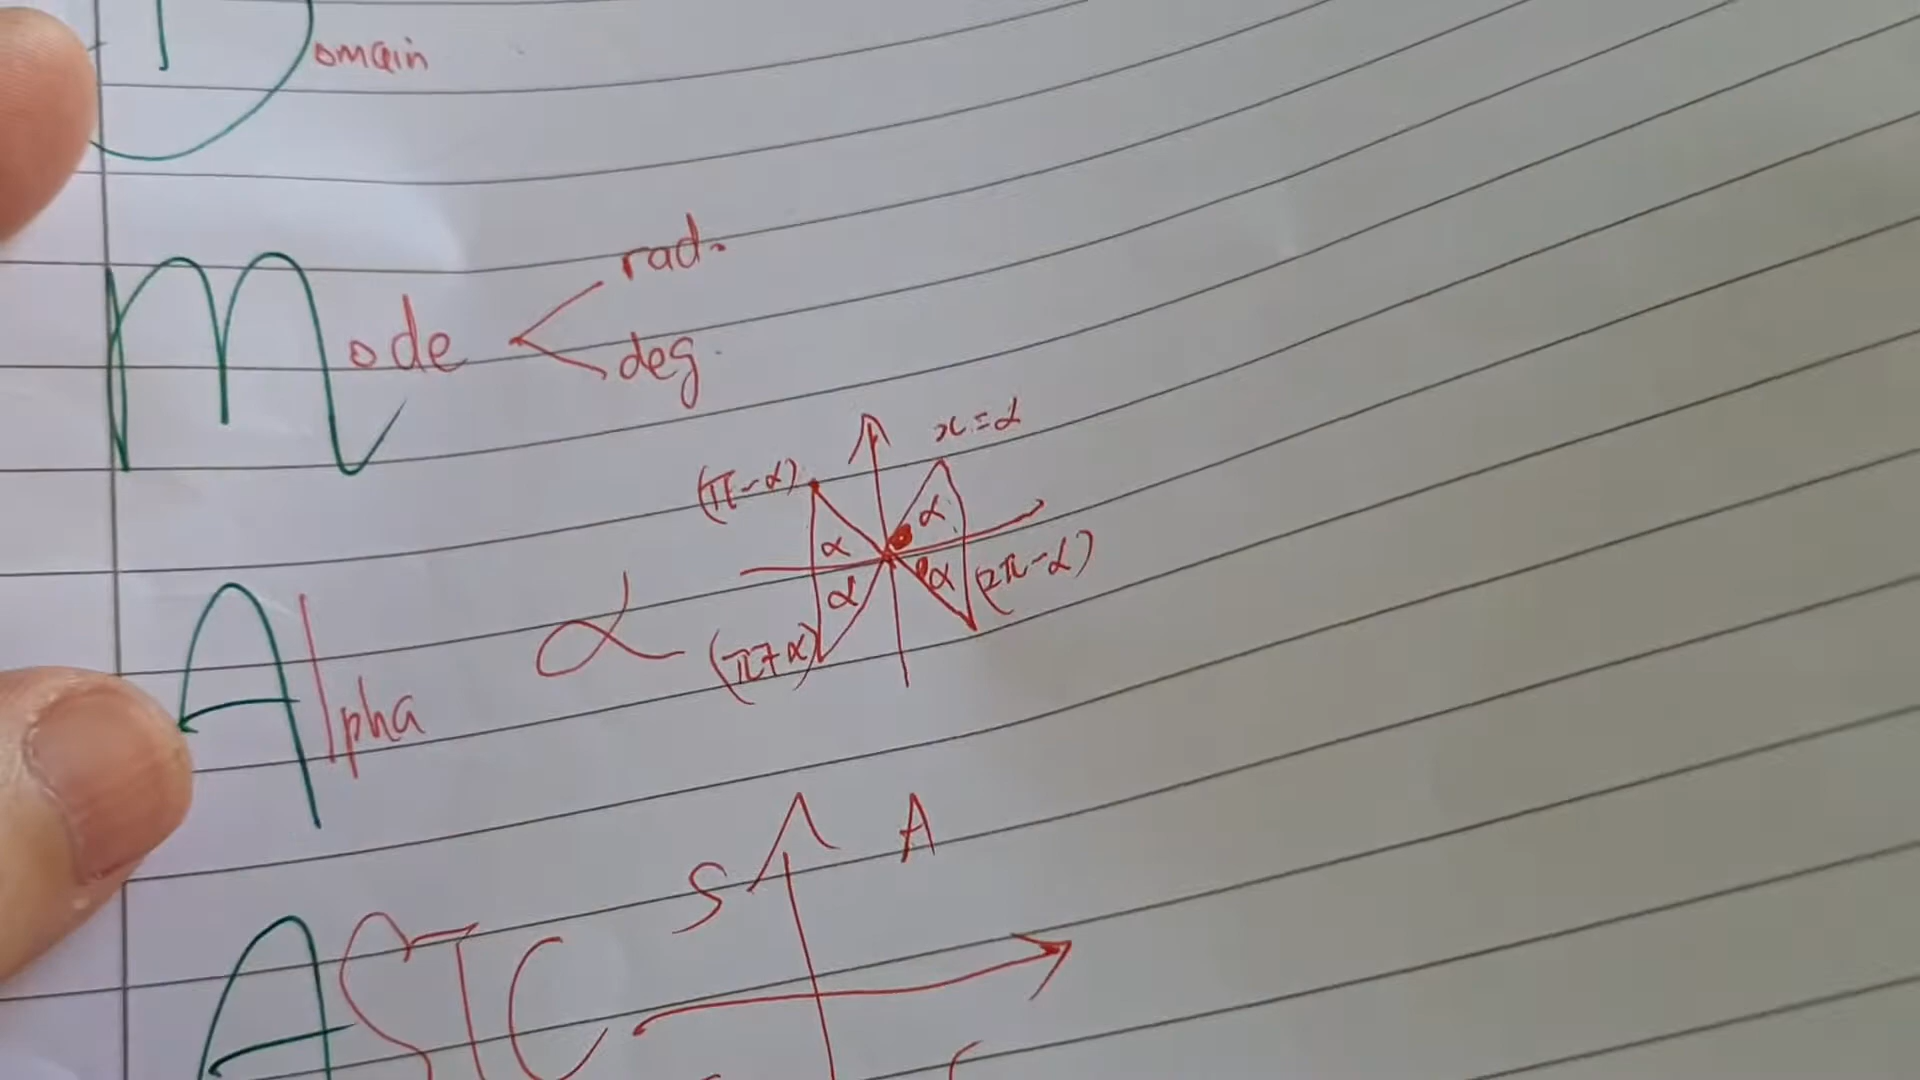 Domain
Mode < rad.
deg.
x = α
(π-α)
α
α
α
α
(2π-α)
(π+α)
Alpha α
S A
ASTC